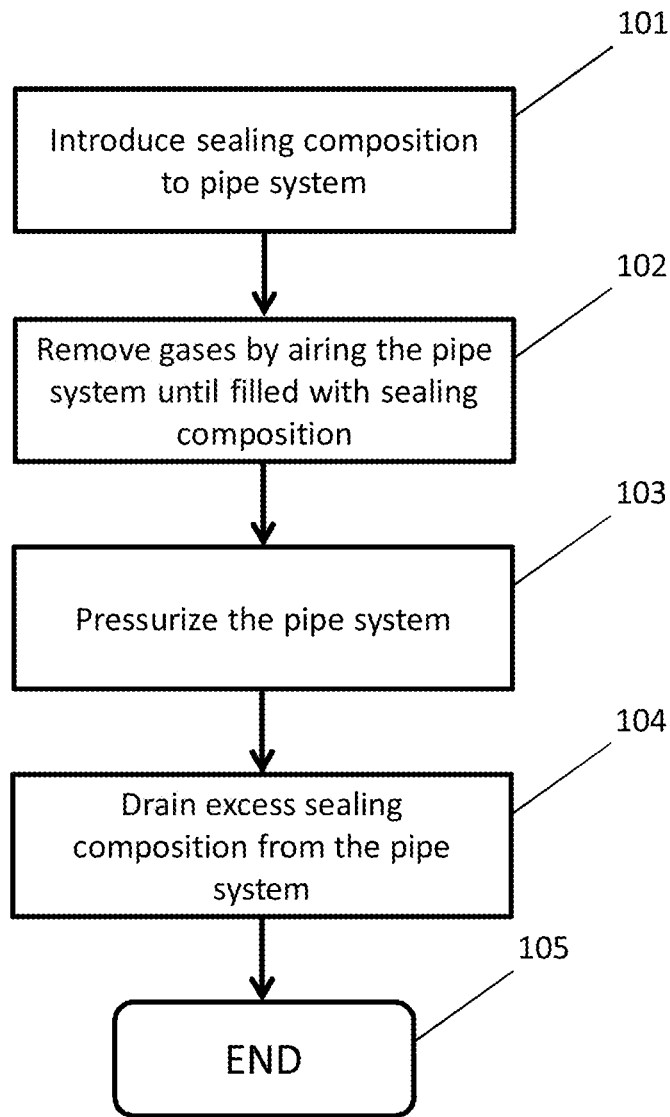 101
Introduce sealing composition
to pipe system
102
Remove gases by airing the pipe
system until filled with sealing
composition
103
Pressurize the pipe system
104
Drain excess sealing
composition from the pipe
system
105
END